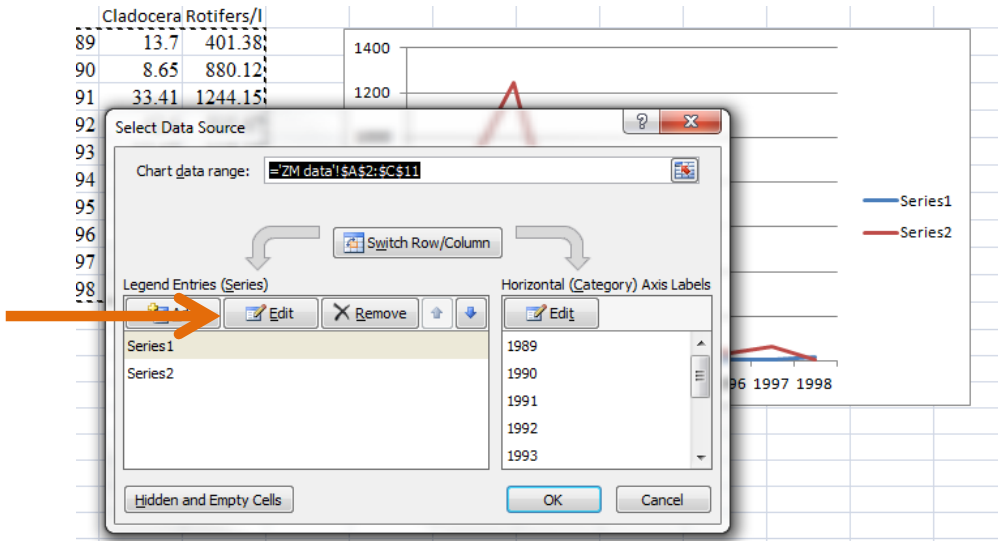 Cladocera Rotifers/l
89 13.7 401.38
90 8.65 880.12
91 33.41 1244.15
92
93
94
95
96
97
98
1400
1200
Select Data Source
Chart data range: ='ZM data'!$A$2:$C$11
Switch Row/Column
Legend Entries (Series)
Edit
Remove
Series1
Series2
Horizontal (Category) Axis Labels
Edit
1989
1990
1991
1992
1993
Hidden and Empty Cells
OK
Cancel
Series1
Series2
96 1997 1998